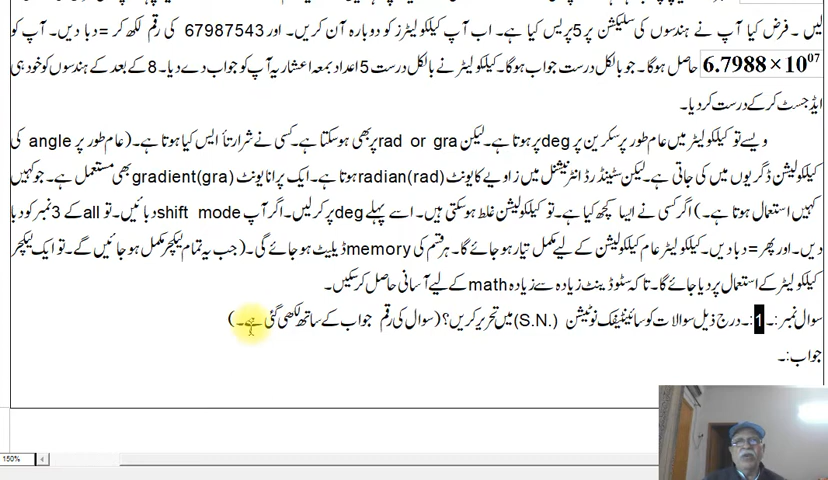 لیں ۔ فرض کیا آپ نے ہندسوں کی سلیکشن پر5 پریس کیا ہے۔ اب آپ کیلکولیٹرز کو دوبارہ آن کریں۔ اور 67987543 کی رقم لکھ کر = دبا دیں۔ آپ کو
6.7988×10⁰⁷ حاصل ہوگا ۔ جو بالکل درست جواب ہوگا۔ کیلکولیٹر نے بالکل درست 5 اعداد بمعہ اعشاریہ آپ کو جواب دے دیا۔ 8 کے بعد کے ہندسوں کو خود ہی
ایڈجسٹ کر کے درست کر دیا۔
ویسے تو کیلکولیٹر میں عام طور پر سکرین پر deg پر ہوتا ہے۔ لیکن rad or gra پر بھی ہو سکتا ہے۔ کسی نے شرارتاً ایس کیا ہوتا ہے۔ (عام طور پر angle کی
کیلکولیشن ڈگریوں میں کی جاتی ہے۔ لیکن سٹینڈرڈ انٹرنیشنل میں زاویے کا یونٹ radian(rad) ہوتا ہے۔ ایک پرانا یونٹ gradient(gra) بھی مستعمل ہے۔ جو کہیں
کہیں استعمال ہوتا ہے۔) اگر کسی نے ایسا کچھ کیا ہے۔ تو کیلکولیشن غلط ہو سکتی ہیں۔ اسے پہلے deg پر کر لیں۔ اگر آپ shift mode دبائیں۔ تو all کے 3 نمبر کو دبا
دیں۔ اور پھر = دبا دیں۔ کیلکولیٹر عام کیلکولیشن کے لیے مکمل تیار ہو جائے گا۔ ہر قسم کی memory ڈیلیٹ ہو جائے گی۔ (جب یہ تمام لیکچر مکمل ہو جائیں گے۔ تو ایک لیکچر
کیلکولیٹر کے استعمال پر دیا جائے گا۔ تا کہ سٹوڈینٹ زیادہ سے زیادہ math کے لیے آسانی حاصل کر سکیں۔
سوال نمبر :۔ 1 :۔ درج ذیل سوالات کو سائینٹیفک نوٹیشن (S.N.) میں تحریر کریں؟ (سوال کی رقم جواب کے ساتھ لکھی گئی ہے۔)
جواب :۔
150%